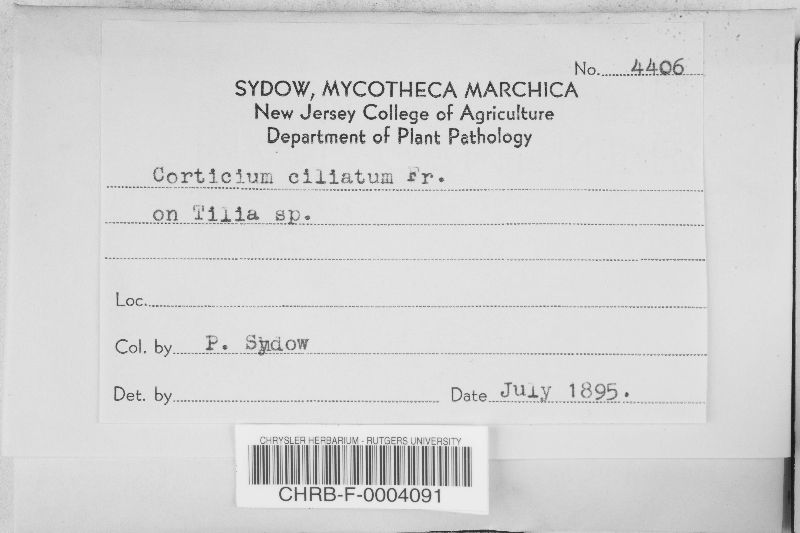 No. 4406
SYDOW, MYCOTHECA MARCHICA
New Jersey College of Agriculture
Department of Plant Pathology
Corticium ciliatum Fr.
on Tilia sp.
Loc.
Col. by P. Sydow
Det. by Date July 1895.
CHRYSLER HERBARIUM - RUTGERS UNIVERSITY
CHRB-F-0004091